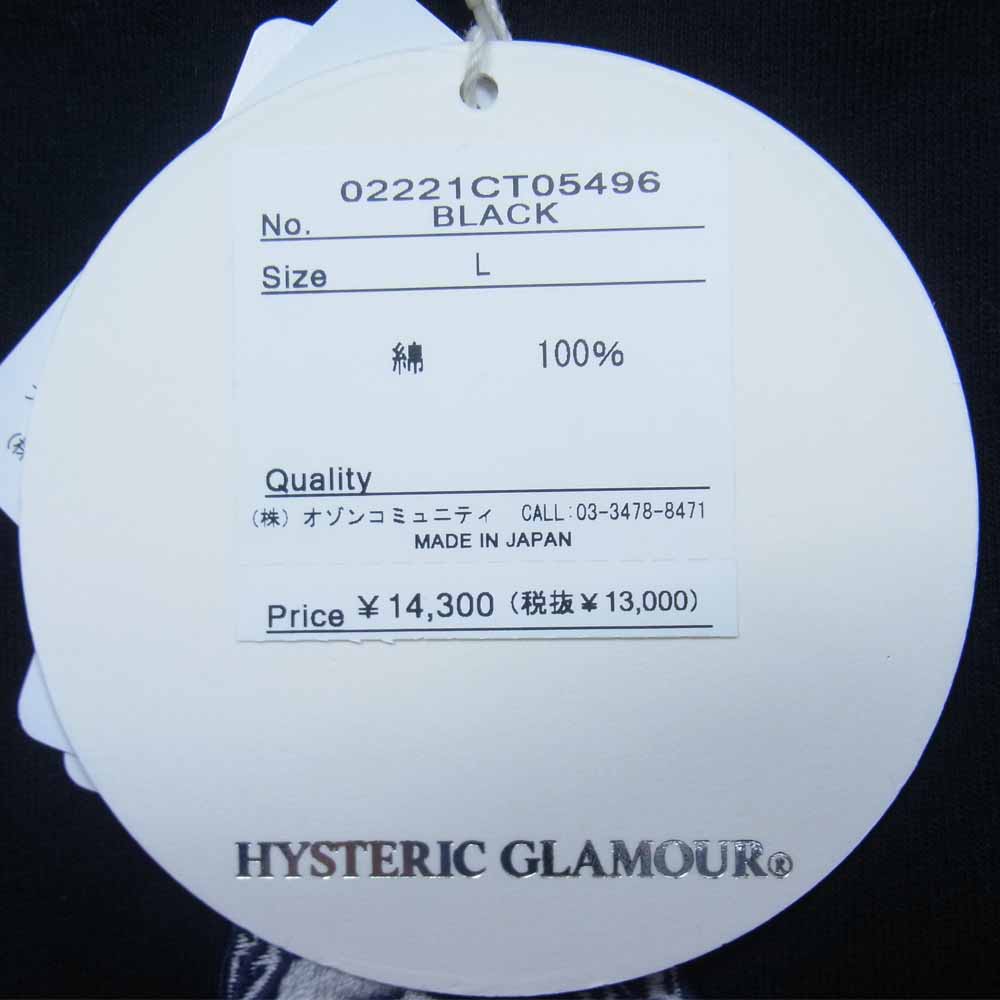 02221CT05496
No. BLACK
Size L
綿 100%
Quality
(株) オゾンコミュニティ CALL:03-3478-8471
MADE IN JAPAN
Price ¥14,300 (税抜¥13,000)
HYSTERIC GLAMOUR®